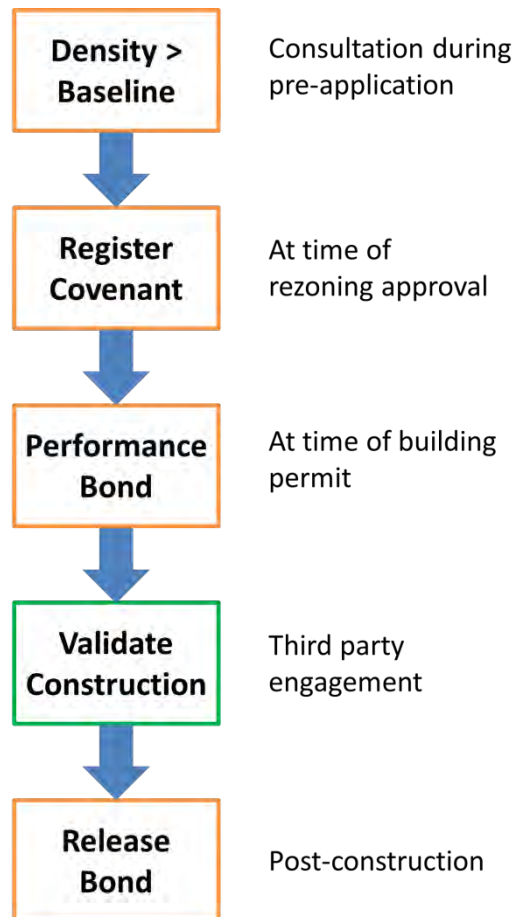 Density >
Baseline
Consultation during
pre-application
Register
Covenant
At time of
rezoning approval
Performance
Bond
At time of building
permit
Validate
Construction
Third party
engagement
Release
Bond
Post-construction